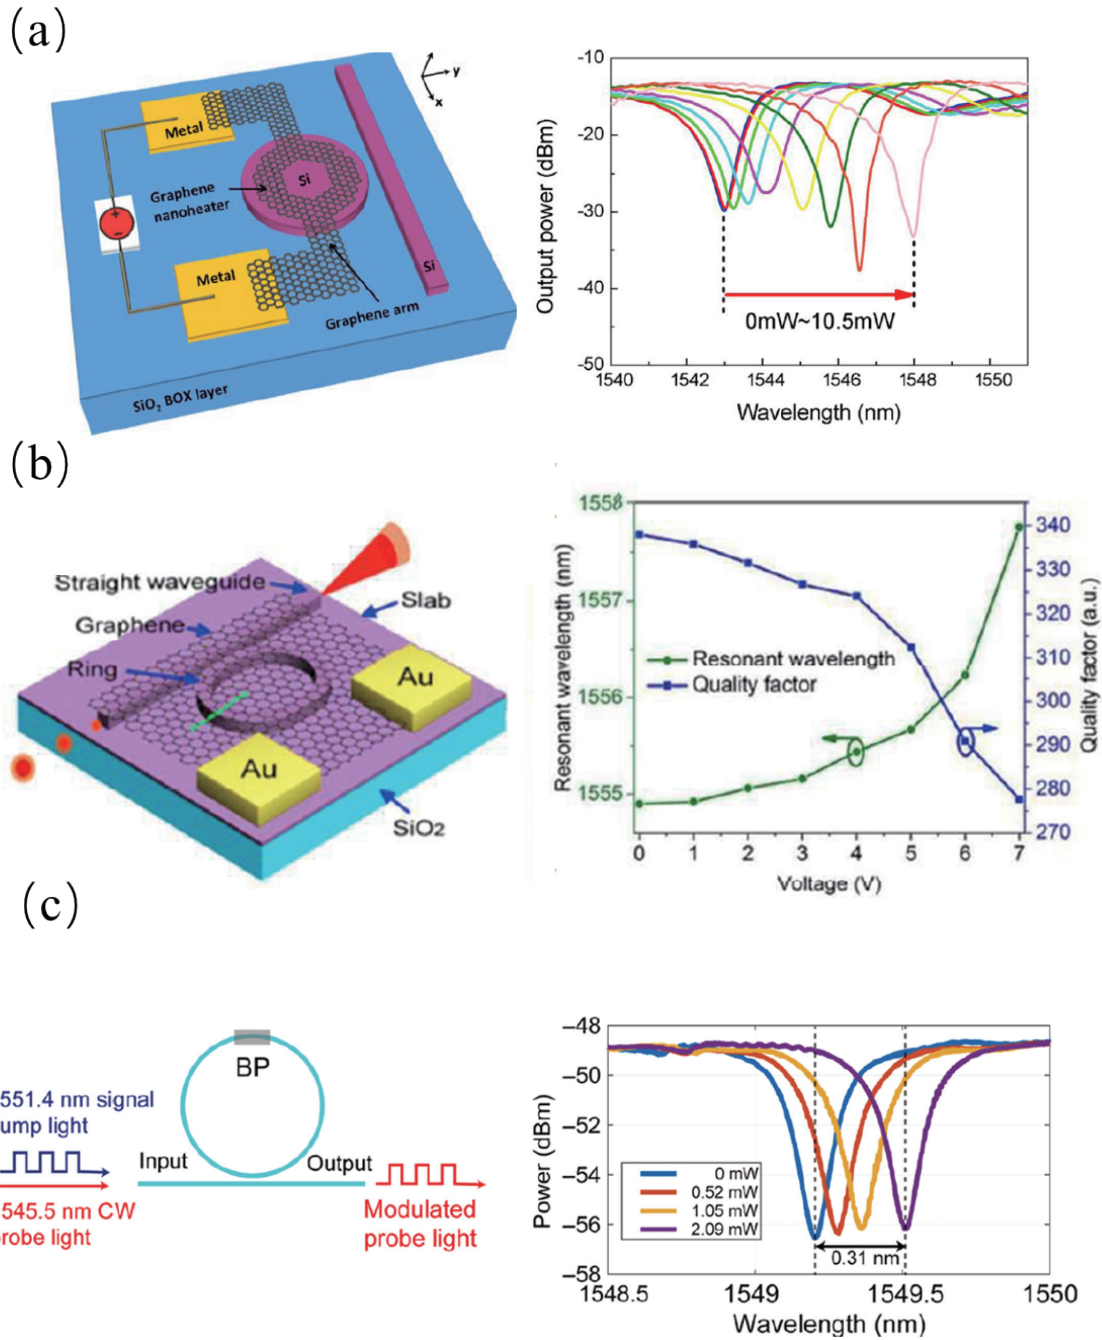 (a)
Metal
Graphene
nanoheater
Si
Metal
Si
Graphene arm
SiO2 BOX layer
y
x
+
−
-10
-20
-30
-40
-50
Output power (dBm)
0mW~10.5mW
1540 1542 1544 1546 1548 1550
Wavelength (nm)
(b)
Straight waveguide
Graphene
Ring
Slab
Au
Au
SiO2
1558
1557
1556
1555
Resonant wavelength (nm)
Resonant wavelength
Quality factor
340
330
320
310
300
290
280
270
Quality factor (a.u.)
0 1 2 3 4 5 6 7
Voltage (V)
(c)
BP
551.4 nm signal
ump light
Input
Output
545.5 nm CW
robe light
Modulated
probe light
–48
–50
–52
–54
–56
–58
Power (dBm)
0 mW
0.52 mW
1.05 mW
2.09 mW
0.31 nm
1548.5 1549 1549.5 1550
Wavelength (nm)